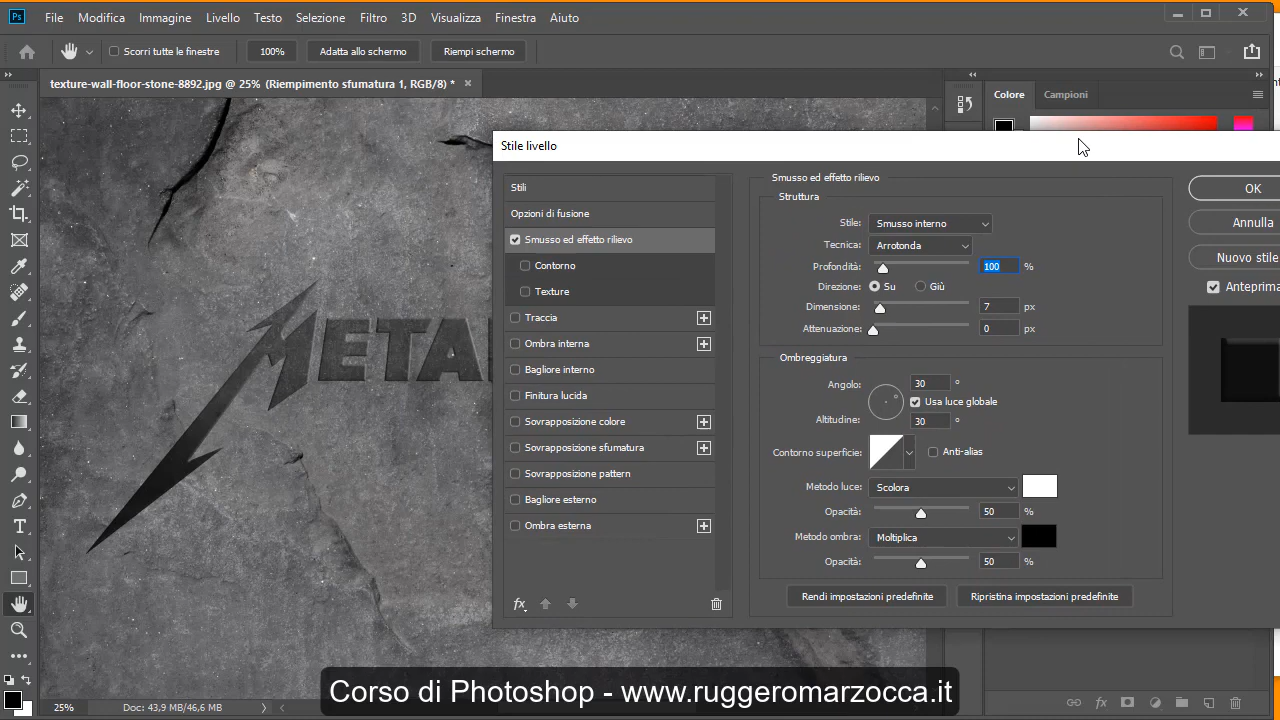 File Modifica Immagine Livello Testo Selezione Filtro 3D Visualizza Finestra Aiuto
Scorri tutte le finestre 100% Adatta allo schermo Riempi schermo
texture-wall-floor-stone-8892.jpg @ 25% (Riempimento sfumatura 1, RGB/8) *
Colore Campioni
Stile livello
Stili
Opzioni di fusione
Smusso ed effetto rilievo
Contorno
Texture
Traccia
Ombra interna
Bagliore interno
Finitura lucida
Sovrapposizione colore
Sovrapposizione sfumatura
Sovrapposizione pattern
Bagliore esterno
Ombra esterna
fx
Smusso ed effetto rilievo
Struttura
Stile: Smusso interno
Tecnica: Arrotonda
Profondità: 100 %
Direzione: Su Giù
Dimensione: 7 px
Attenuazione: 0 px
Ombreggiatura
Angolo: 30 °
Usa luce globale
Altitudine: 30 °
Contorno superficie: Anti-alias
Metodo luce: Scolora
Opacità: 50 %
Metodo ombra: Moltiplica
Opacità: 50 %
Rendi impostazioni predefinite Ripristina impostazioni predefinite
OK
Annulla
Nuovo stile
Anteprima
META
25% Doc: 43,9 MB/46,6 MB
Corso di Photoshop - www.ruggeromarzocca.it